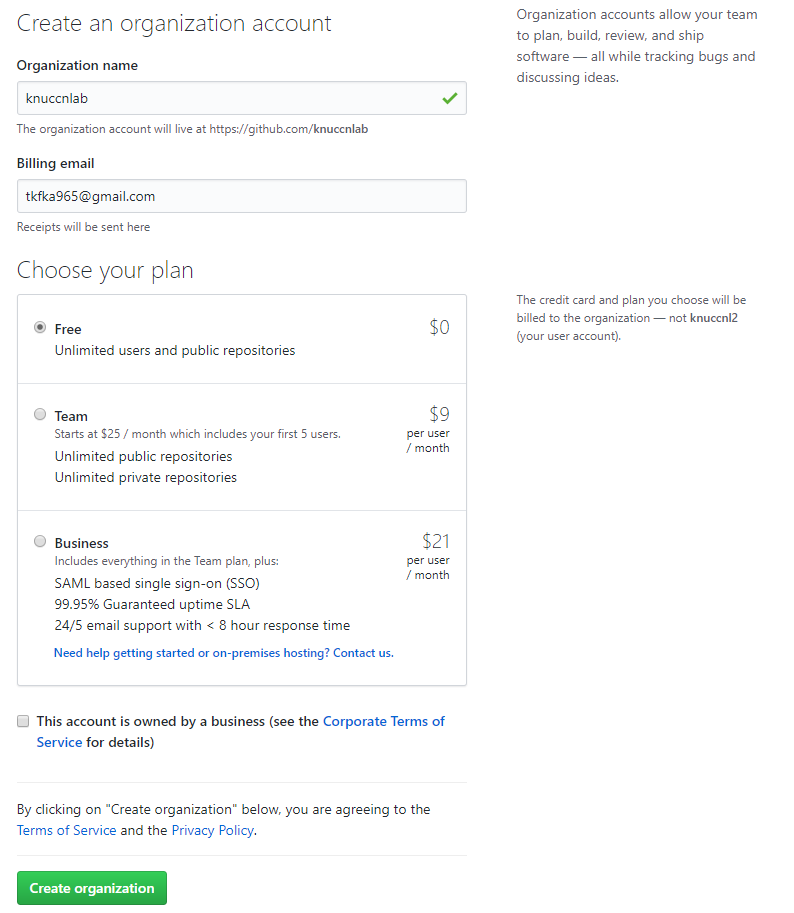 Create an organization account
Organization name
knuccnlab
The organization account will live at https://github.com/knuccnlab
Billing email
tkfka965@gmail.com
Receipts will be sent here
Organization accounts allow your team
to plan, build, review, and ship
software — all while tracking bugs and
discussing ideas.
Choose your plan
Free
$0
Unlimited users and public repositories
Team
$9
Starts at $25 / month which includes your first 5 users.
per user
/ month
Unlimited public repositories
Unlimited private repositories
Business
$21
Includes everything in the Team plan, plus:
per user
/ month
SAML based single sign-on (SSO)
99.95% Guaranteed uptime SLA
24/5 email support with < 8 hour response time
Need help getting started or on-premises hosting? Contact us.
The credit card and plan you choose will be
billed to the organization — not knuccnl2
(your user account).
This account is owned by a business (see the Corporate Terms of
Service for details)
By clicking on "Create organization" below, you are agreeing to the
Terms of Service and the Privacy Policy.
Create organization